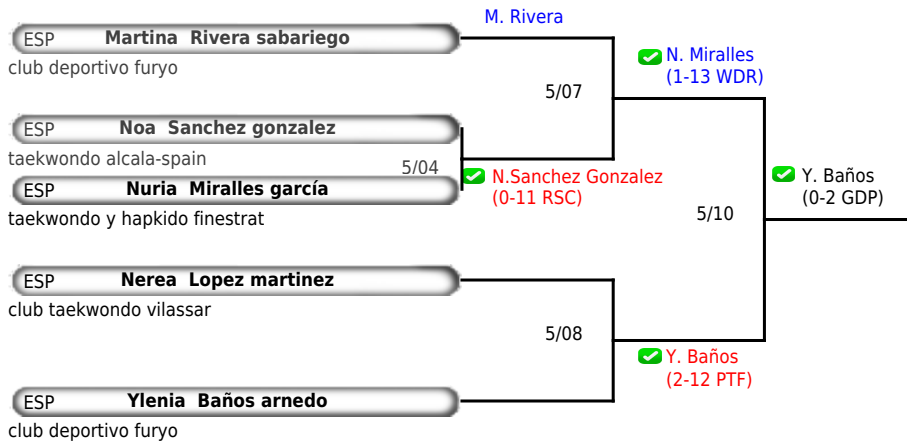 M. Rivera
ESP Martina Rivera sabariego
club deportivo furyo
N. Miralles
(1-13 WDR)
5/07
ESP Noa Sanchez gonzalez
taekwondo alcala-spain
5/04
N.Sanchez Gonzalez
(0-11 RSC)
ESP Nuria Miralles garcía
taekwondo y hapkido finestrat
Y. Baños
(0-2 GDP)
5/10
ESP Nerea Lopez martinez
club taekwondo vilassar
5/08
Y. Baños
(2-12 PTF)
ESP Ylenia Baños arnedo
club deportivo furyo